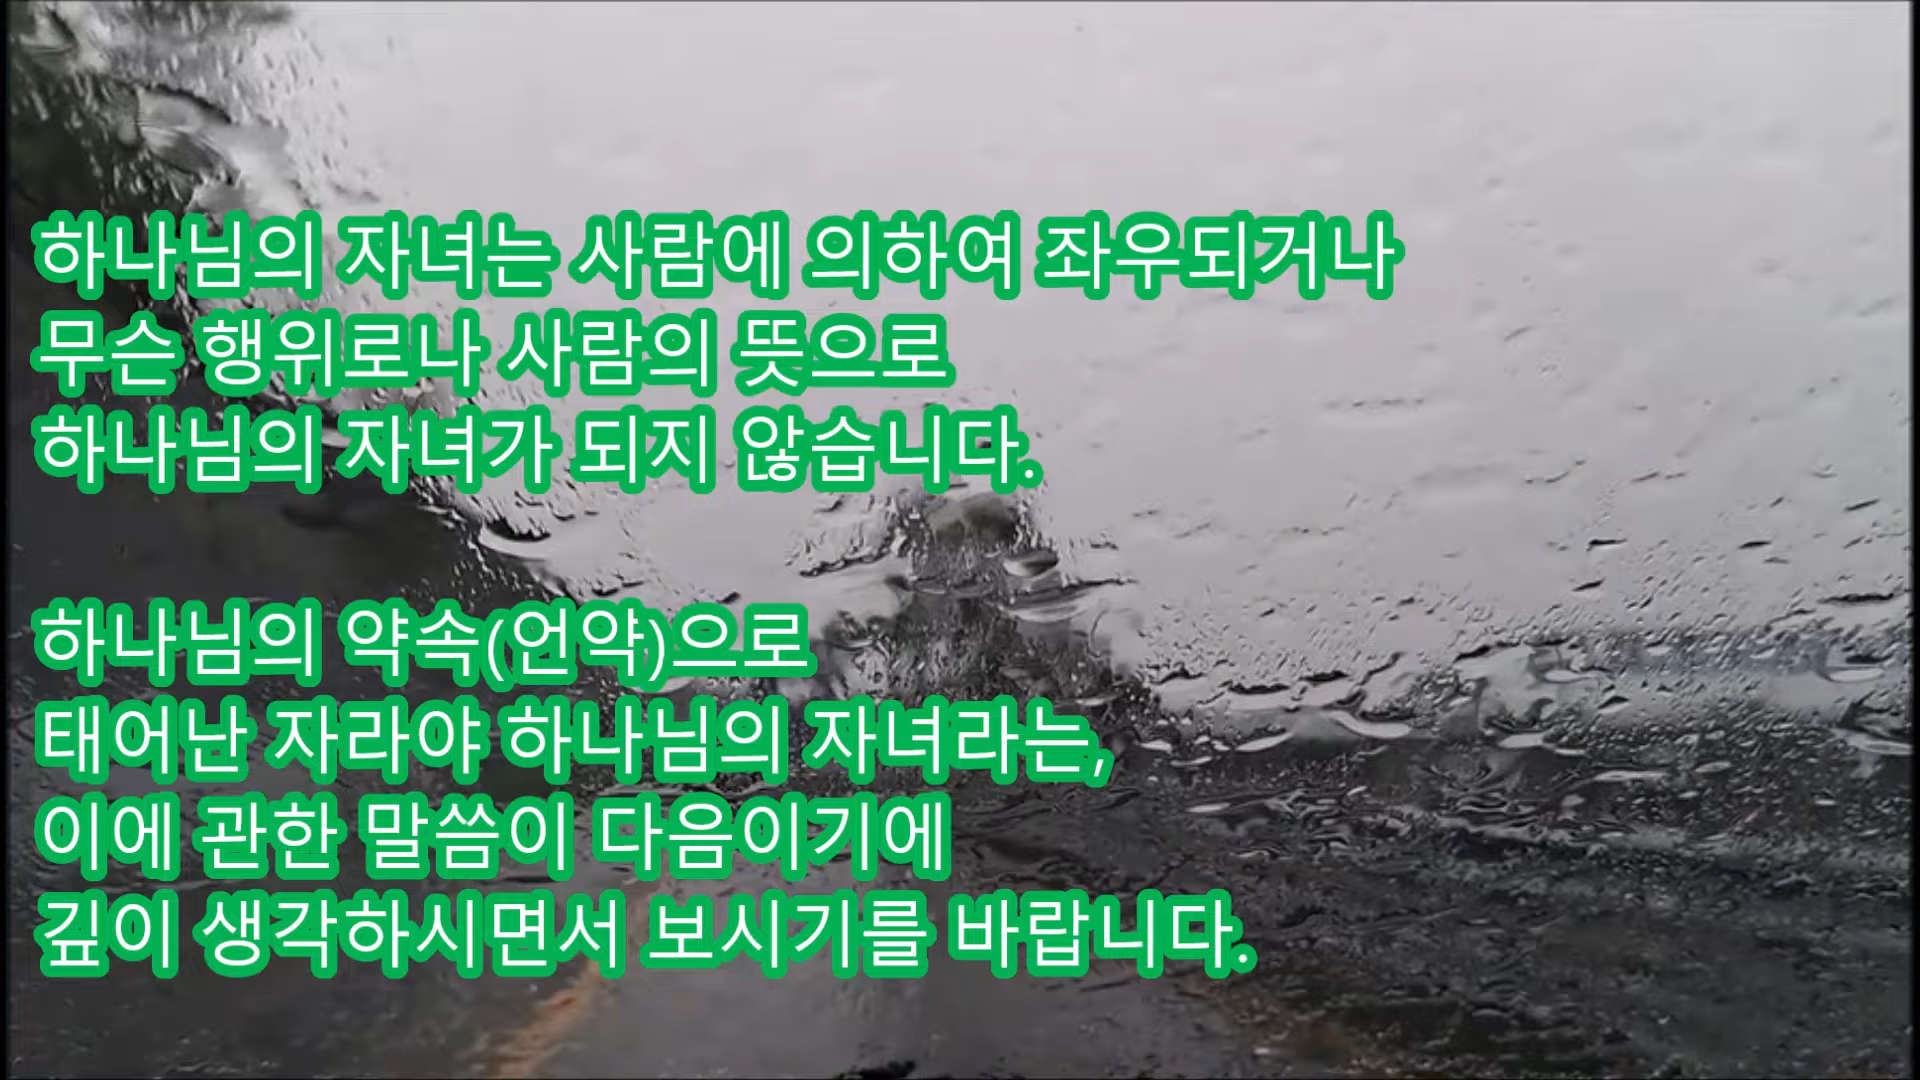 하나님의 자녀는 사람에 의하여 좌우되거나
무슨 행위로나 사람의 뜻으로
하나님의 자녀가 되지 않습니다.
하나님의 약속(언약)으로
태어난 자라야 하나님의 자녀라는,
이에 관한 말씀이 다음이기에
깊이 생각하시면서 보시기를 바랍니다.